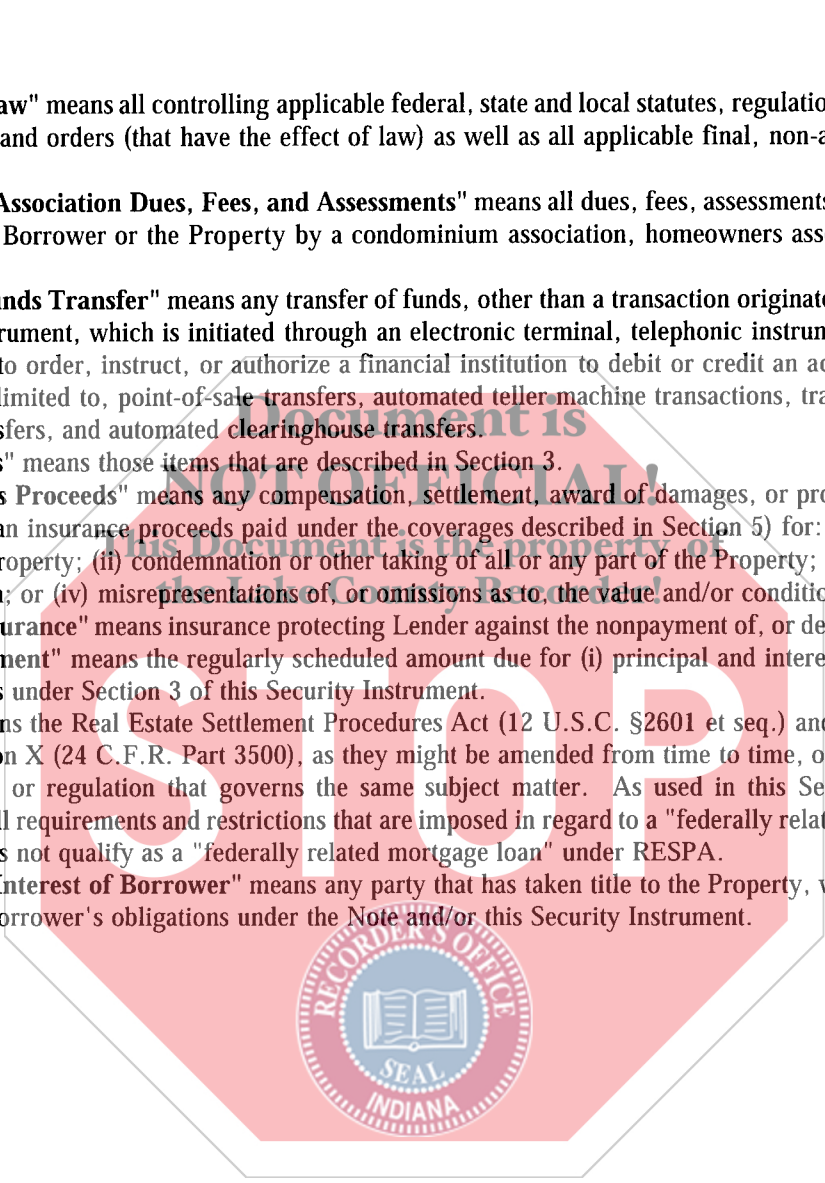 aw" means all controlling applicable federal, state and local statutes, regulatio
and orders (that have the effect of law) as well as all applicable final, non-a
Association Dues, Fees, and Assessments" means all dues, fees, assessments
Borrower or the Property by a condominium association, homeowners ass
unds Transfer" means any transfer of funds, other than a transaction originate
rument, which is initiated through an electronic terminal, telephonic instrum
to order, instruct, or authorize a financial institution to debit or credit an ac
limited to, point-of-sale transfers, automated teller machine transactions, tra
sfers, and automated clearinghouse transfers.
Document is
s" means those items that are described in Section 3.
NOT OFFICIAL!
s Proceeds" means any compensation, settlement, award of damages, or pro
an insurance proceeds paid under the coverages described in Section 5) for:
This Document is the property of
roperty; (ii) condemnation or other taking of all or any part of the Property;
the Lake County Recorder!
; or (iv) misrepresentations of, or omissions as to, the value and/or conditio
urance" means insurance protecting Lender against the nonpayment of, or de
ment" means the regularly scheduled amount due for (i) principal and intere
s under Section 3 of this Security Instrument.
ns the Real Estate Settlement Procedures Act (12 U.S.C. §2601 et seq.) and
on X (24 C.F.R. Part 3500), as they might be amended from time to time, o
STOP
or regulation that governs the same subject matter. As used in this Se
ll requirements and restrictions that are imposed in regard to a "federally relat
s not qualify as a "federally related mortgage loan" under RESPA.
Interest of Borrower" means any party that has taken title to the Property, w
orrower's obligations under the Note and/or this Security Instrument.
RECORDER'S OFFICE
SEAL
INDIANA